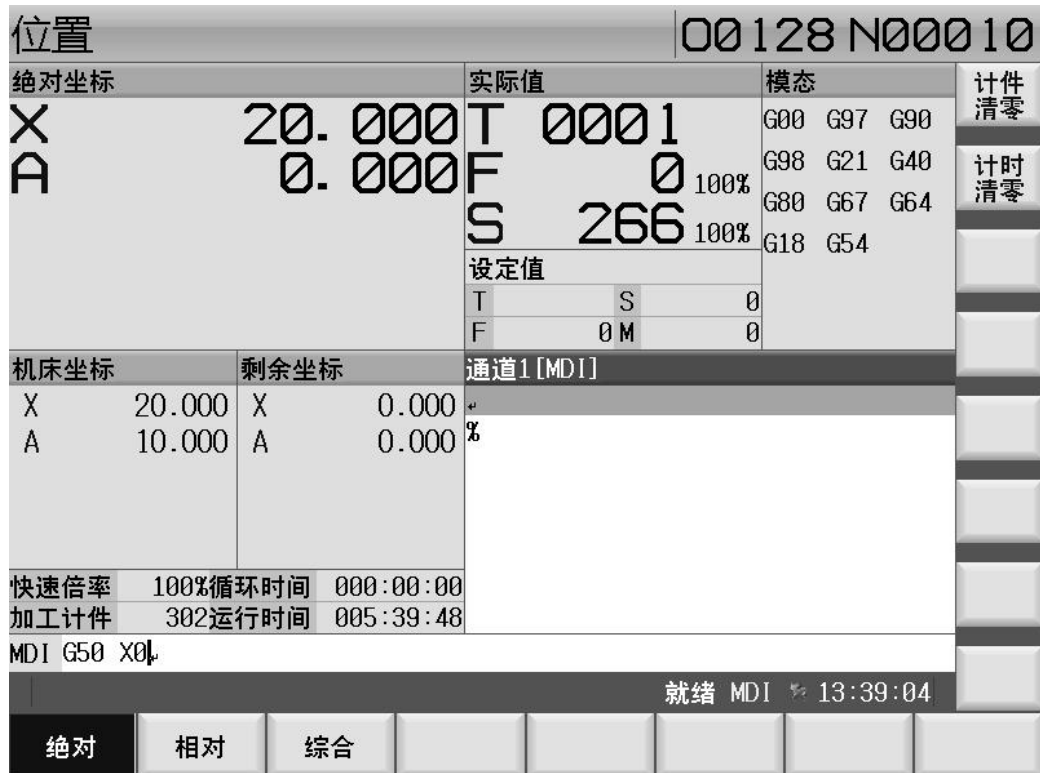 位置 O0128 N00010
绝对坐标 实际值 模态
X 20.000 T 0001 G00 G97 G90
A 0.000 F 0 100% G98 G21 G40
S 266 100% G80 G67 G64
G18 G54
设定值
T S 0
F 0 M 0
机床坐标 剩余坐标 通道1[MDI]
X 20.000 X 0.000
A 10.000 A 0.000 %
快速倍率 100% 循环时间 000:00:00
加工计件 302 运行时间 005:39:48
MDI G50 X0
就绪 MDI 13:39:04
绝对 相对 综合
计件
清零
计时
清零